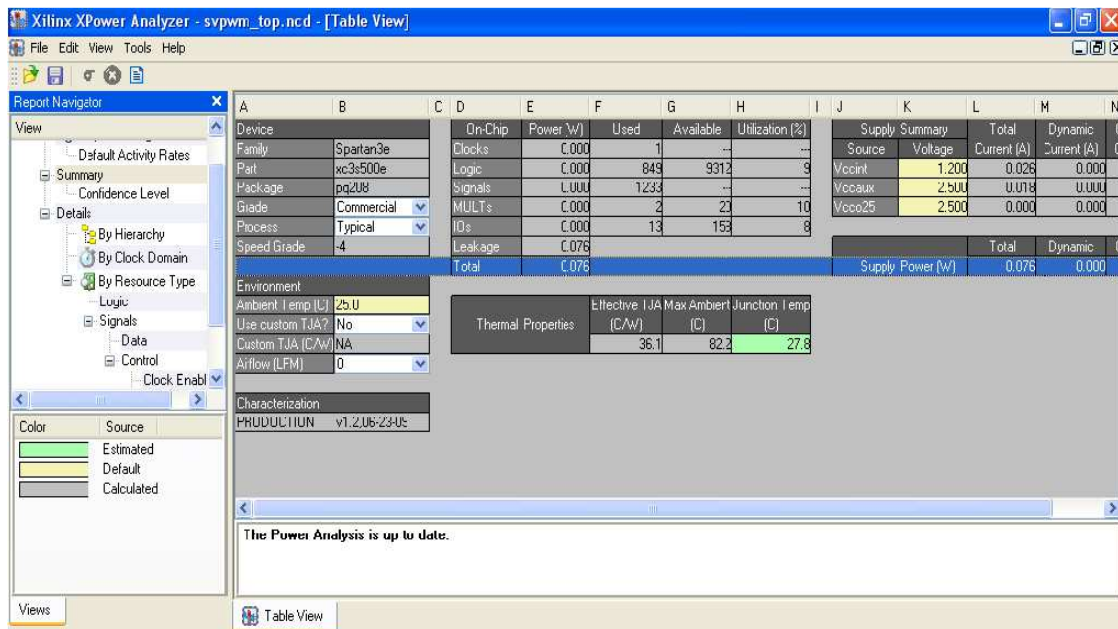 Xilinx XPower Analyzer - svpwm_top.ncd - [Table View]
File Edit View Tools Help
Report Navigator
View
Default Activity Rates
Summary
Confidence Level
Details
By Hierarchy
By Clock Domain
By Resource Type
Logic
Signals
Data
Control
Clock Enabl
Color Source
Estimated
Default
Calculated
Views
A B C D E F G H I J K L M N
Device
Family Spartan3e
Part xc3s500e
Package pq208
Grade Commercial
Process Typical
Speed Grade -4
Environment
Ambient Temp (C) 25.0
Use custom TJA? No
Custom TJA (C/W) NA
Airflow (LFM) 0
Characterization
PRODUCTION v1.2,06-23-05
On-Chip Power W) Used Available Utilization (%)
Clocks 0.000 1 -- --
Logic 0.000 849 9312 9
Signals 0.000 1233 -- --
MULTs 0.000 2 20 10
IOs 0.000 13 158 8
Leakage 0.076
Total 0.076
Thermal Properties
Effective TJA Max Ambient Junction Temp
(C/W) (C) (C)
36.1 82.2 27.8
Supply Summary Total Dynamic
Source Voltage Current (A) Current (A)
Vccint 1.200 0.026 0.000
Vccaux 2.500 0.018 0.000
Vcco25 2.500 0.000 0.000
Total Dynamic
Supply Power (W) 0.076 0.000
The Power Analysis is up to date.
Table View